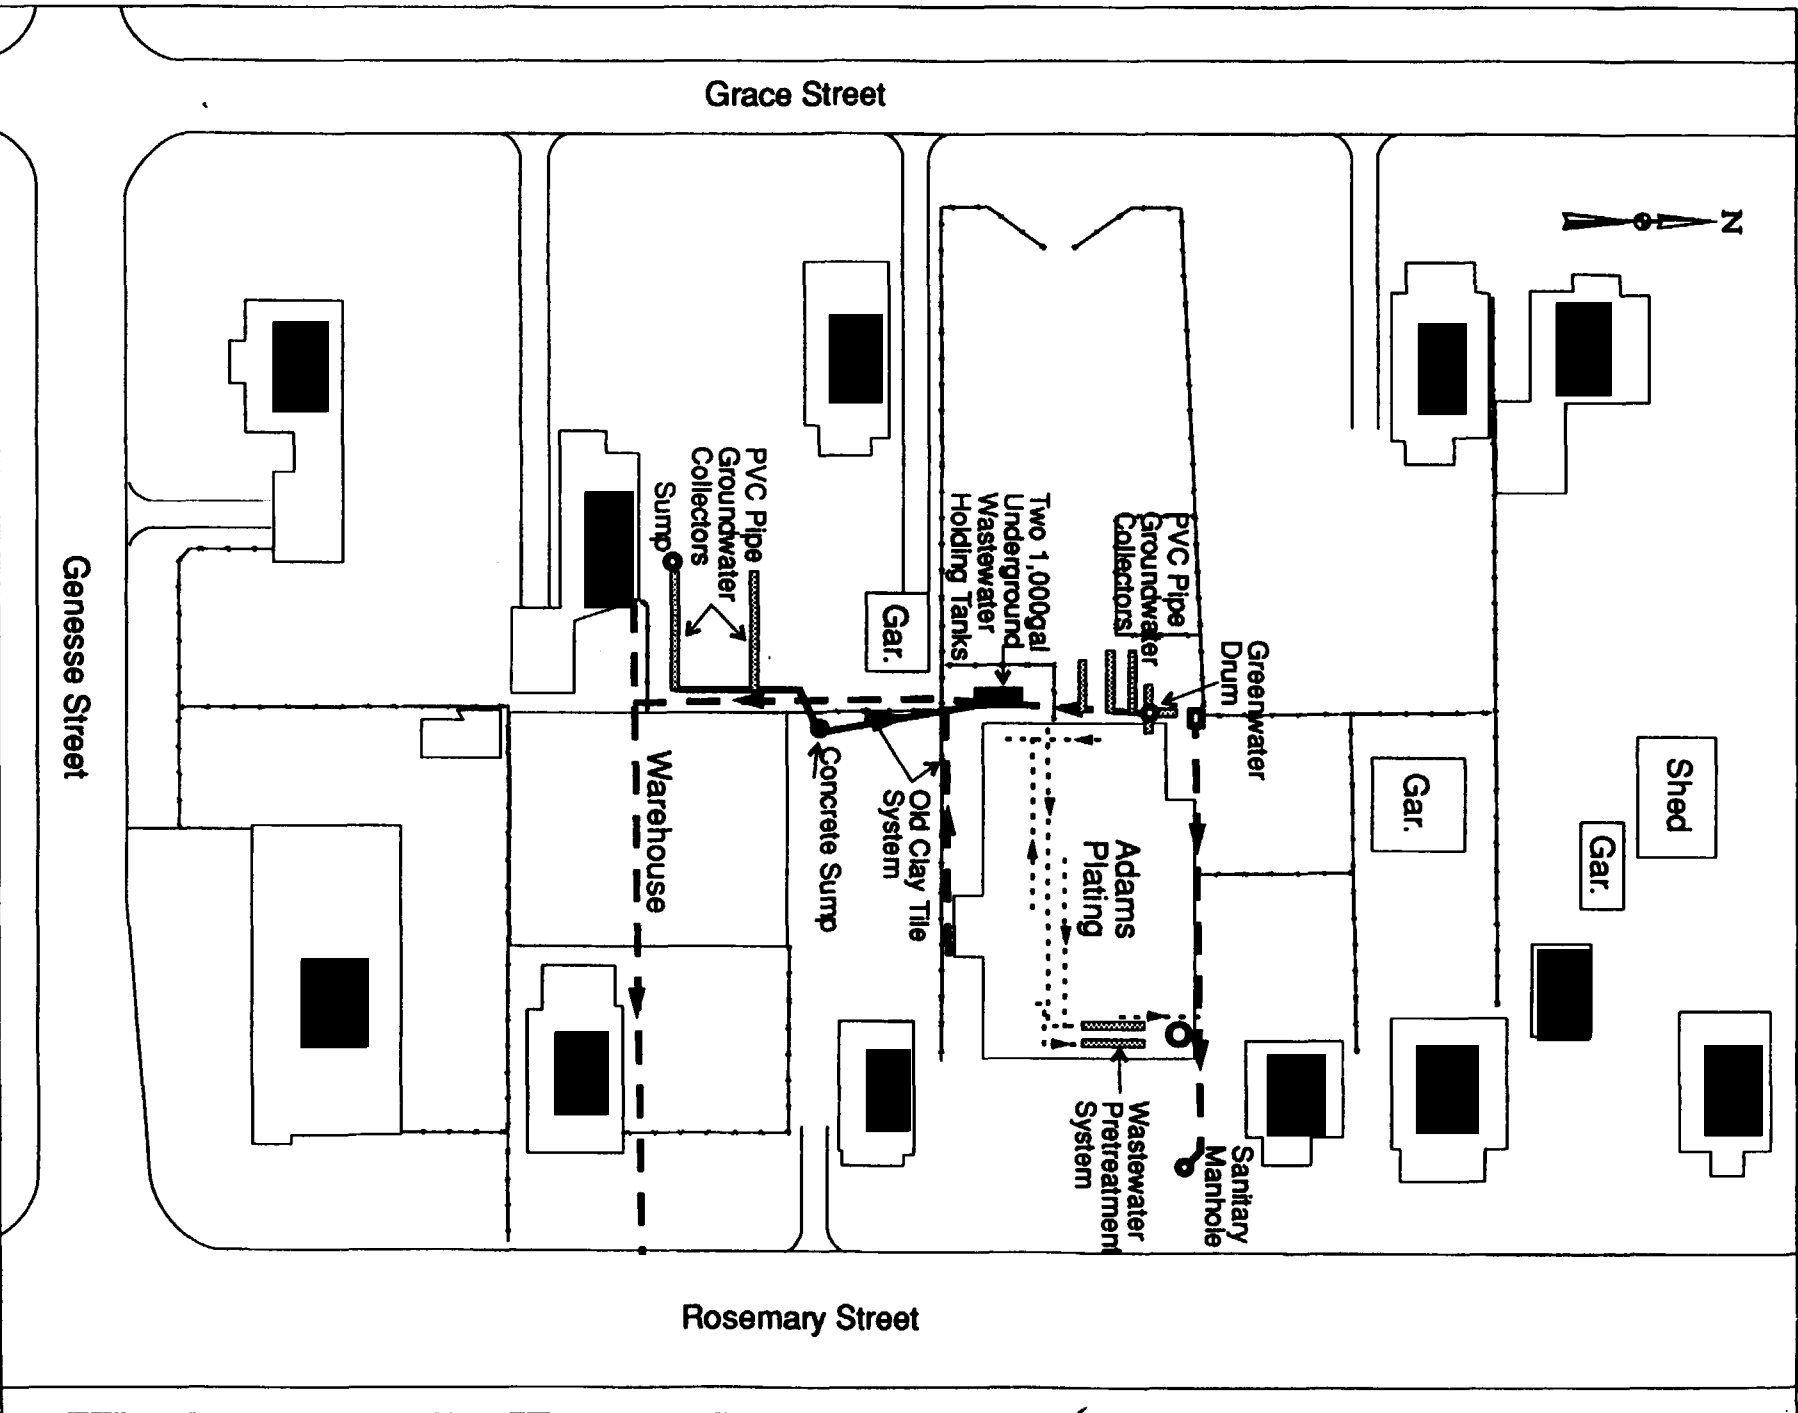 Grace Street
N
PVC Pipe
Groundwater
Collectors
Sump
Two 1,000gal
Underground
Wastewater
Holding Tanks
PVC Pipe
Groundwater
Collectors
Greenwater
Drum
Gar.
Genesse Street
Warehouse
Concrete Sump
Old Clay Tile
System
Adams
Plating
Gar.
Shed
Gar.
Wastewater
Pretreatment
System
Sanitary
Manhole
Rosemary Street